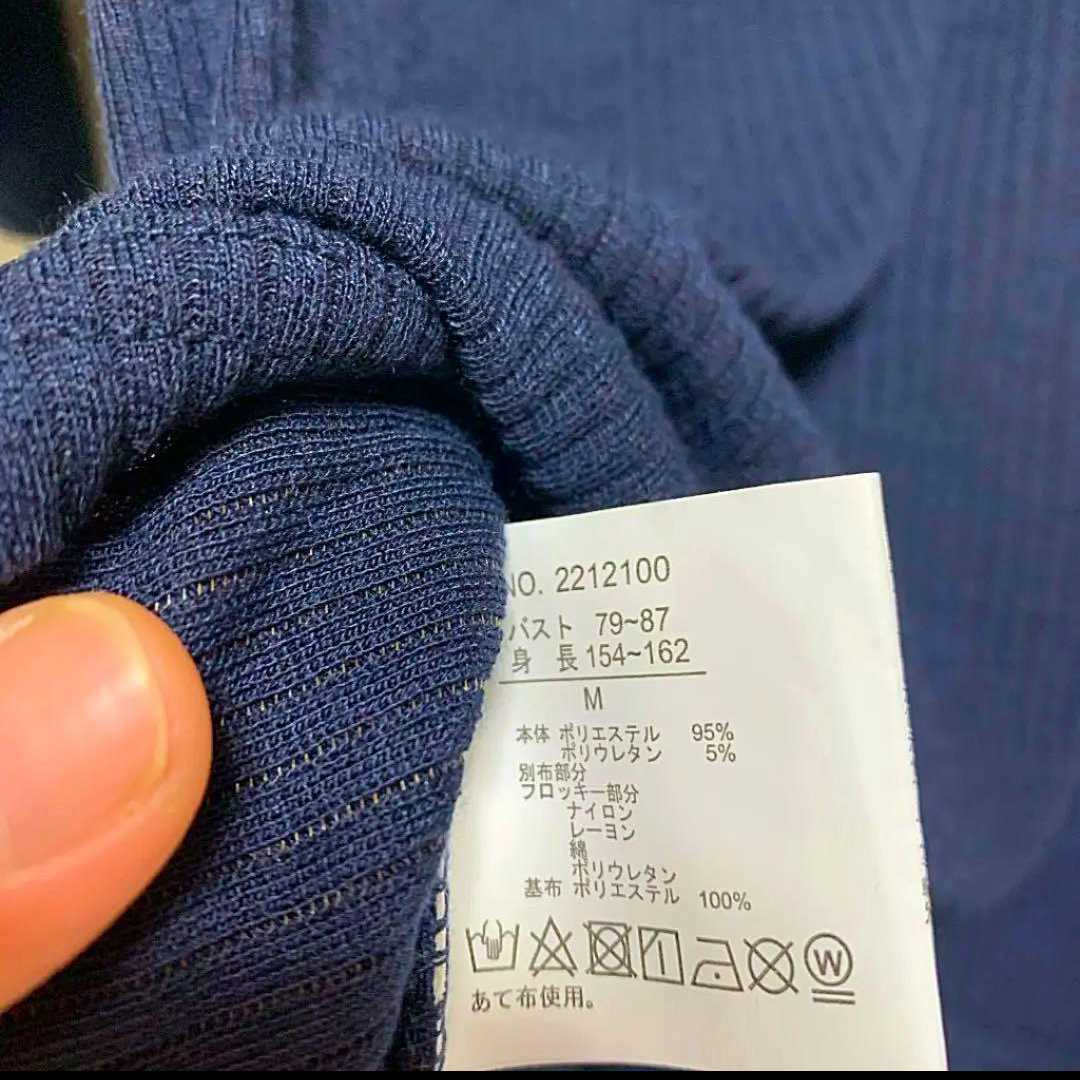 NO. 2212100
バスト 79~87
身 長 154~162
M
本体 ポリエステル 95%
ポリウレタン 5%
別布部分
フロッキー部分
ナイロン
レーヨン
綿
ポリウレタン
基布 ポリエステル 100%
W
あて布使用。